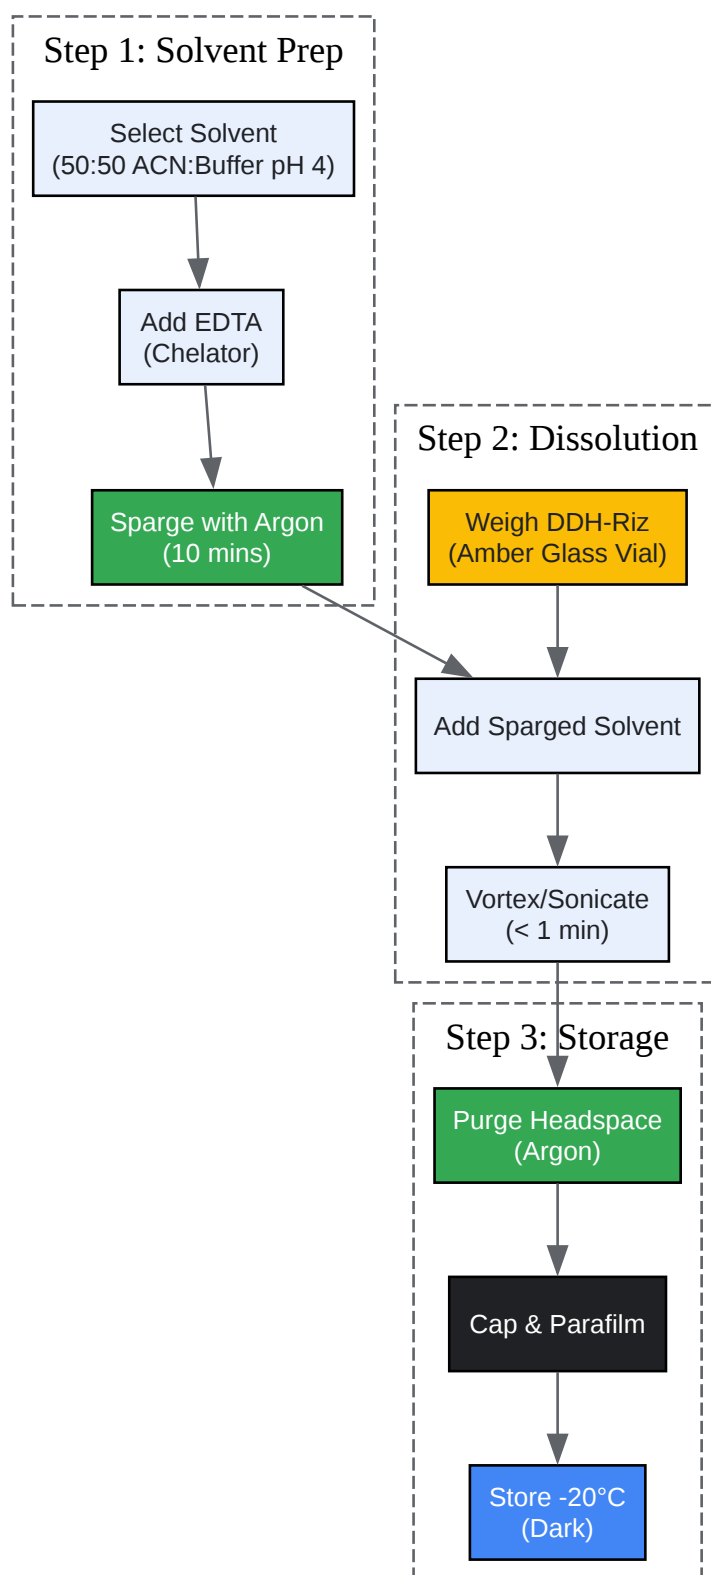 Step 1: Solvent Prep
Select Solvent
(50:50 ACN:Buffer pH 4)
Add EDTA
(Chelator)
Sparge with Argon
(10 mins)
Step 2: Dissolution
Weigh DDH-Riz
(Amber Glass Vial)
Add Sparged Solvent
Vortex/Sonicate
(< 1 min)
Step 3: Storage
Purge Headspace
(Argon)
Cap & Parafilm
Store -20°C
(Dark)